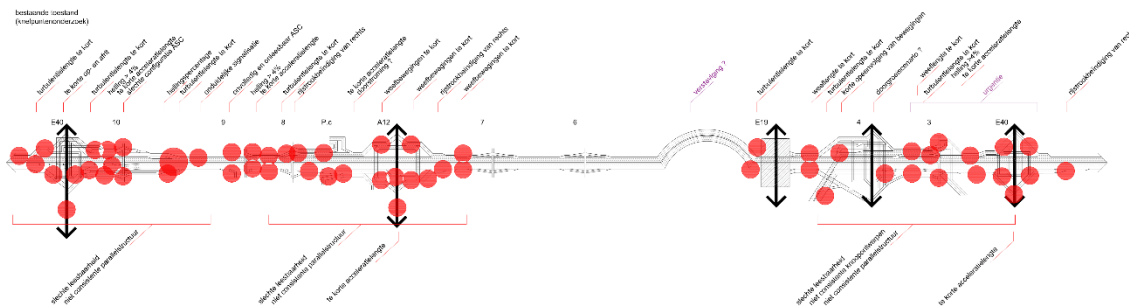 bestaande toestand
(knelpuntenonderzoek)
turbulentielengte te kort
te korte op- en afrit
turbulentielengte te kort
helling > 4%
te korte acceleratielengte
slechte configuratie ASC
hellingspercentage
turbulentielengte te kort
onduidelijke signalisatie
onvolledig en onleesbaar ASC
helling > 4%
te korte acceleratielengte
turbulentielengte te kort
rijstrookbeëindiging van rechts
te korte acceleratielengte
doorstroming ?
weefbewegingen te kort
weefbewegingen te kort
rijstrookbeëindiging van rechts
weefbewegingen te kort
verstediging ?
turbulentielengte te kort
weeflengte te kort
turbulentielengte te kort
korte opeenvolging van bewegingen
doorgroeiminnen ?
weeflengte te kort
turbulentielengte te kort
helling >4%
te korte acceleratielengte
urgentie
rijstrookbeëindiging van rechts
E40 10 9 8 P.c A12 7 6 E19 4 3 E40
slechte leesbaarheid
niet consistente parallelstructuur
slechte leesbaarheid
niet consistente parallelstructuur
te korte acceleratielengte
slechte leesbaarheid
niet consistente knooppuntwerpen
niet consistente parallelstructuur
te korte acceleratielengte